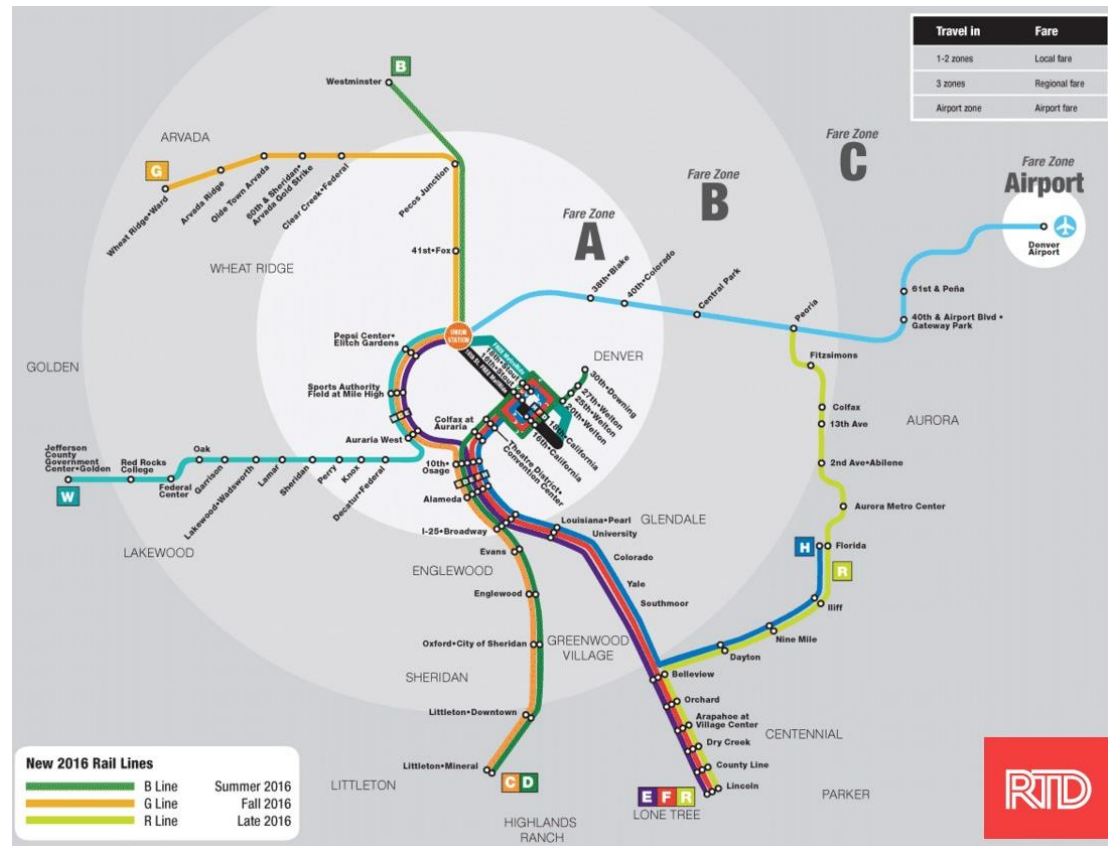 Travel in Fare
1-2 zones Local fare
3 zones Regional fare
Airport zone Airport fare
B
Westminster
ARVADA
G
Wheat Ridge•Ward
Arvada Ridge
Olde Town Arvada
60th & Sheridan•
Arvada Gold Strike
Clear Creek•Federal
Pecos Junction
41st•Fox
WHEAT RIDGE
Fare Zone
A
Fare Zone
B
Fare Zone
C
Fare Zone
Airport
Denver
Airport
61st & Peña
40th & Airport Blvd •
Gateway Park
38th•Blake
40th•Colorado
Central Park
Peoria
UNION
STATION
Pepsi Center•
Elitch Gardens
Sports Authority
Field at Mile High
Auraria West
GOLDEN
DENVER
FREE MetroRide
16th St. FREE MallRide
18th•Stout
16th•Stout
30th•Downing
27th•Welton
25th•Welton
20th•Welton
18th•California
16th•California
Colfax at
Auraria
Theatre District•
Convention Center
Fitzsimons
Colfax
13th Ave
AURORA
2nd Ave•Abilene
Aurora Metro Center
Florida
H
R
Iliff
Nine Mile
Dayton
Jefferson
County
Government
Center•Golden
W
Red Rocks
College
Federal
Center
Oak
Garrison
Lakewood•Wadsworth
Lamar
Sheridan
Perry
Knox
Decatur•Federal
LAKEWOOD
10th•
Osage
Alameda
I-25•Broadway
Evans
ENGLEWOOD
Englewood
Oxford•City of Sheridan
SHERIDAN
Littleton•Downtown
Littleton•Mineral
C D
LITTLETON
HIGHLANDS
RANCH
Louisiana•Pearl
GLENDALE
University
Colorado
Yale
Southmoor
GREENWOOD
VILLAGE
Belleview
Orchard
Arapahoe at
Village Center
CENTENNIAL
Dry Creek
County Line
Lincoln
E F R
LONE TREE
PARKER
New 2016 Rail Lines
B Line Summer 2016
G Line Fall 2016
R Line Late 2016
RTD